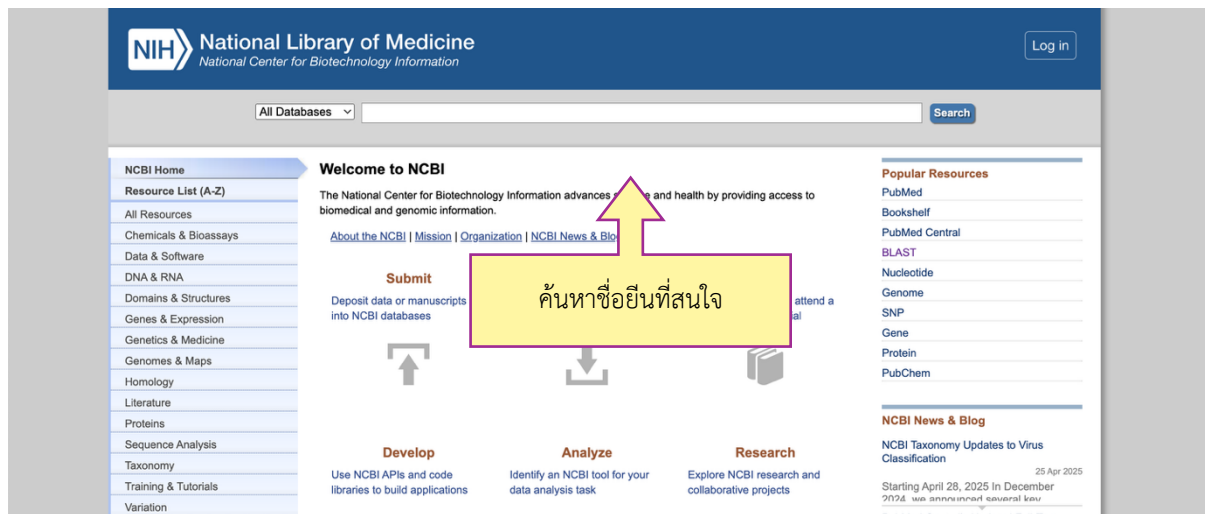 NIH National Library of Medicine
National Center for Biotechnology Information
Log in
All Databases
Search
NCBI Home
Resource List (A-Z)
All Resources
Chemicals & Bioassays
Data & Software
DNA & RNA
Domains & Structures
Genes & Expression
Genetics & Medicine
Genomes & Maps
Homology
Literature
Proteins
Sequence Analysis
Taxonomy
Training & Tutorials
Variation
Welcome to NCBI
The National Center for Biotechnology Information advances and health by providing access to
biomedical and genomic information.
About the NCBI | Mission | Organization | NCBI News & Blo
ค้นหาชื่อยีนที่สนใจ
Submit
Deposit data or manuscripts
into NCBI databases
attend a
Develop
Use NCBI APIs and code
libraries to build applications
Analyze
Identify an NCBI tool for your
data analysis task
Research
Explore NCBI research and
collaborative projects
Popular Resources
PubMed
Bookshelf
PubMed Central
BLAST
Nucleotide
Genome
SNP
Gene
Protein
PubChem
NCBI News & Blog
NCBI Taxonomy Updates to Virus
Classification
25 Apr 2025
Starting April 28, 2025 In December
2024, we announced several key